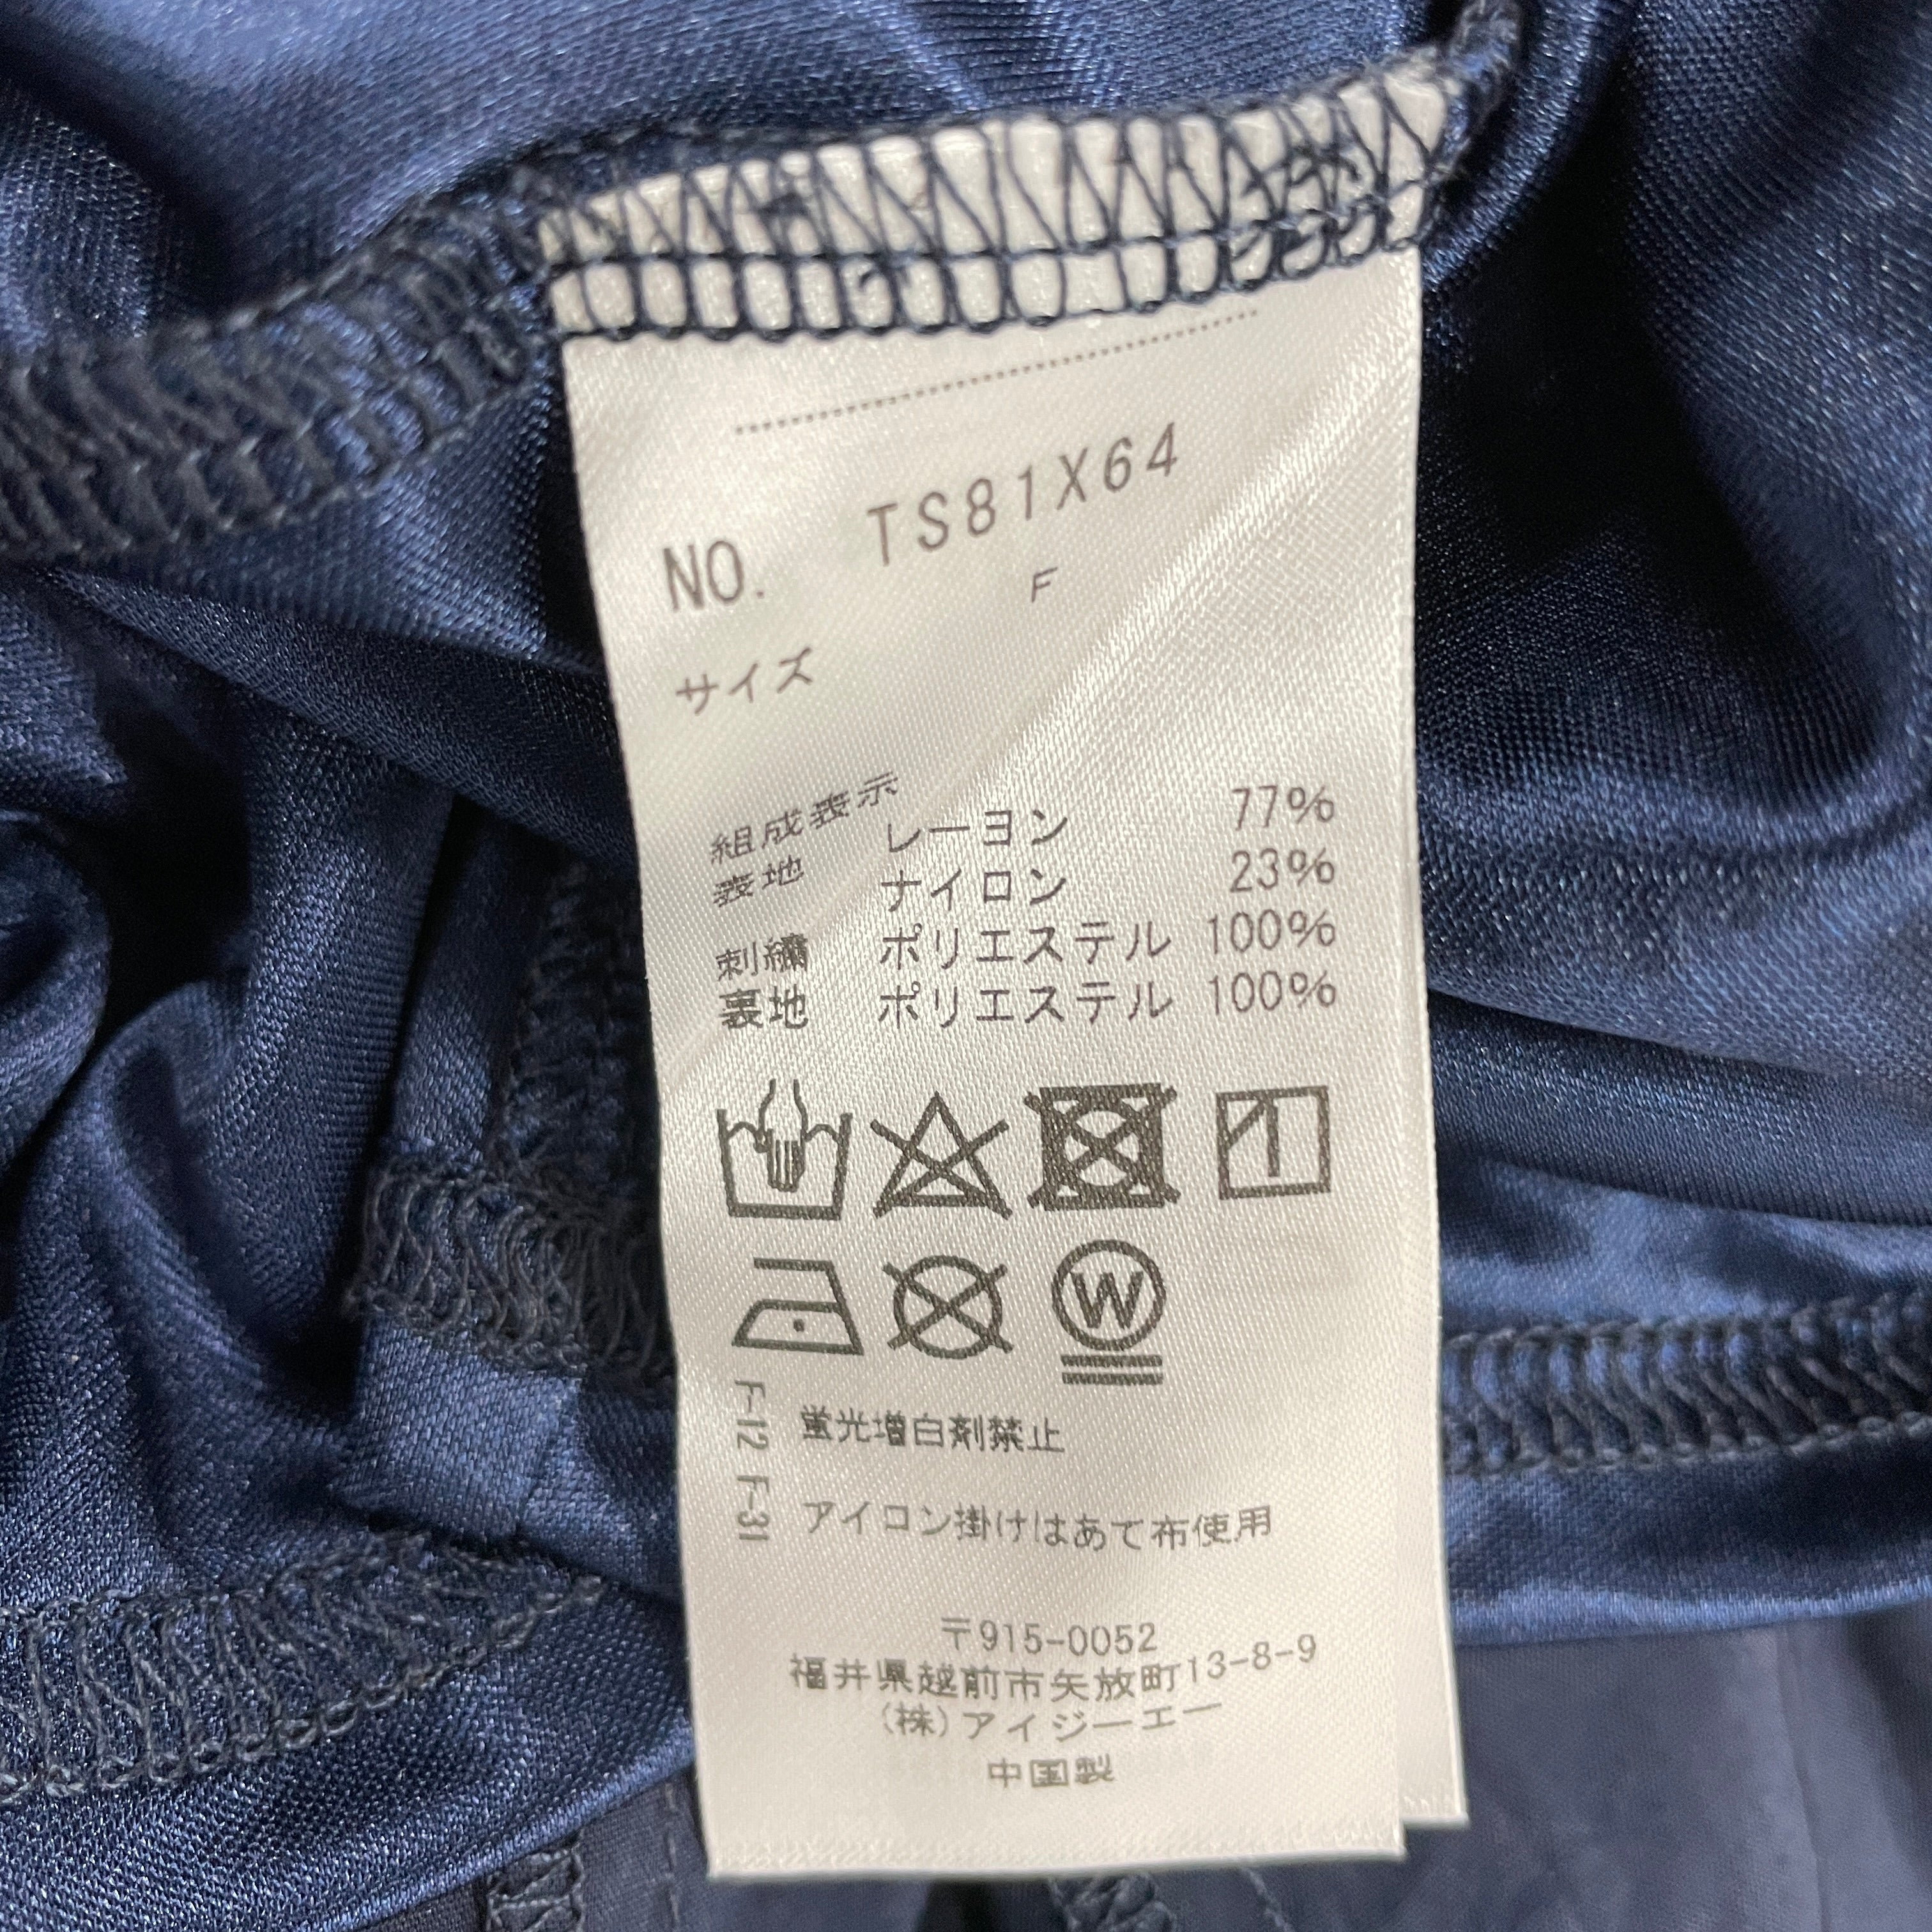 NO. TS81X64
サイズ F
組成表示
表地 レーヨン 77%
ナイロン 23%
刺繍 ポリエステル 100%
裏地 ポリエステル 100%
W
F-12 蛍光増白剤禁止
F-31 アイロン掛けはあて布使用
〒915-0052
福井県越前市矢放町13-8-9
(株)アイジーエー
中国製